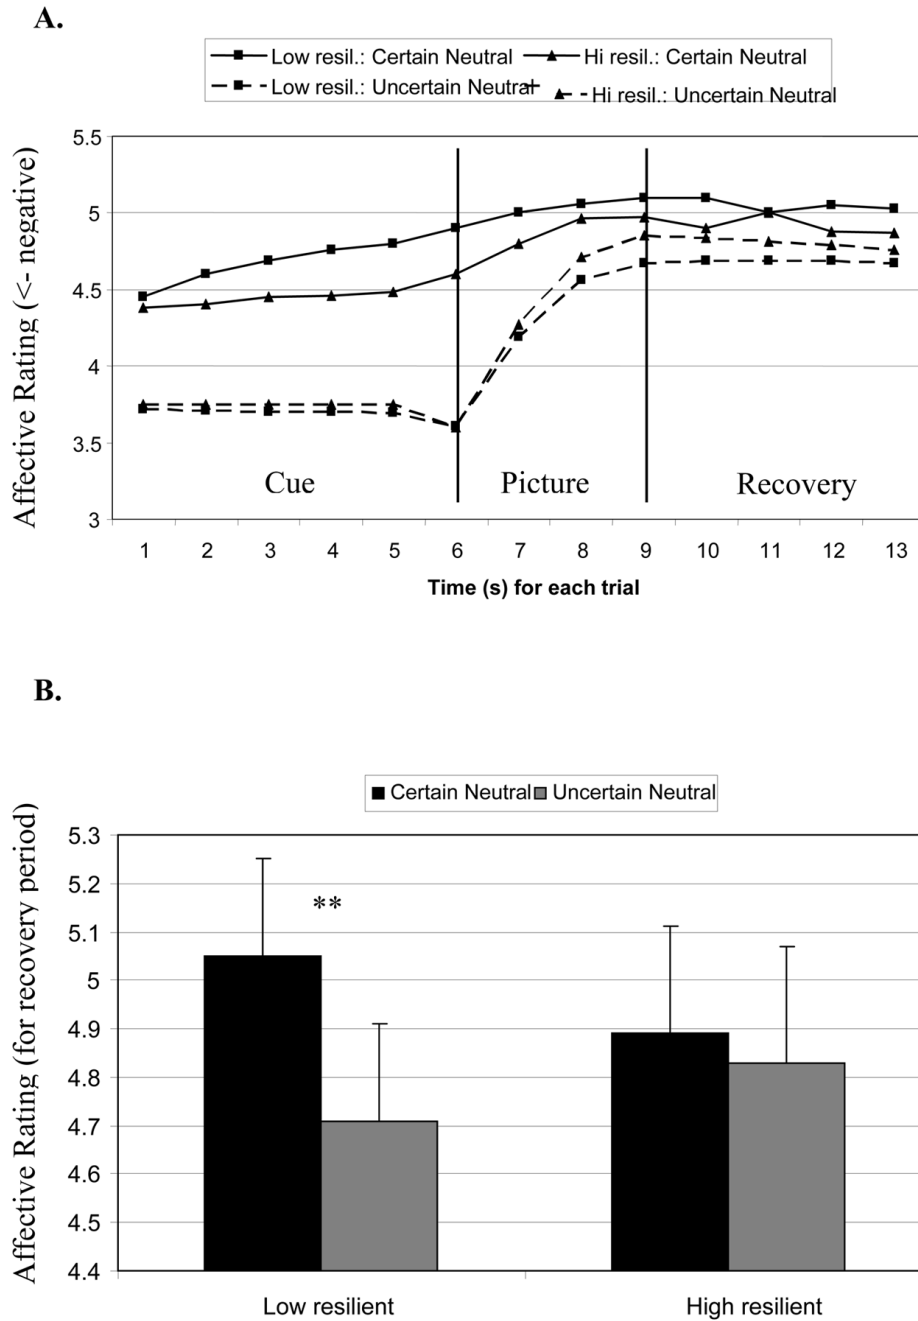 A.
Low resil.: Certain Neutral Hi resil.: Certain Neutral
Low resil.: Uncertain Neutral Hi resil.: Uncertain Neutral
Affective Rating (<- negative)
5.5
5
4.5
4
3.5
3
Cue Picture Recovery
1 2 3 4 5 6 7 8 9 10 11 12 13
Time (s) for each trial
B.
Certain Neutral Uncertain Neutral
Affective Rating (for recovery period)
5.3
5.2
5.1
5
4.9
4.8
4.7
4.6
4.5
4.4
**
Low resilient High resilient